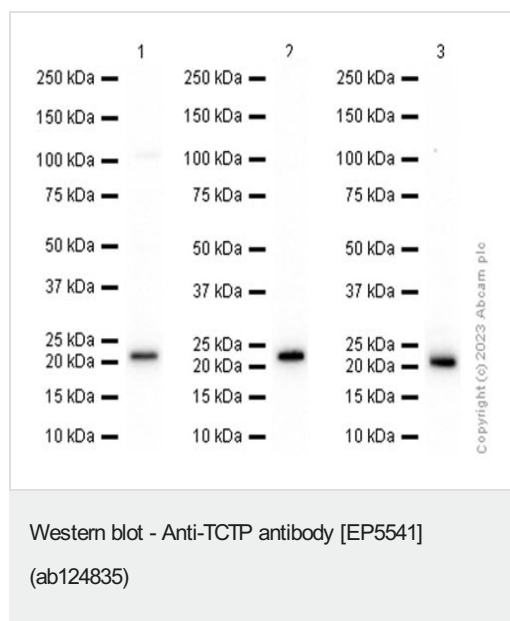 1 2 3
250 kDa 250 kDa 250 kDa
150 kDa 150 kDa 150 kDa
100 kDa 100 kDa 100 kDa
75 kDa 75 kDa 75 kDa
50 kDa 50 kDa 50 kDa
37 kDa 37 kDa 37 kDa
25 kDa 25 kDa 25 kDa
20 kDa 20 kDa 20 kDa
15 kDa 15 kDa 15 kDa
10 kDa 10 kDa 10 kDa
Copyright (c) 2023 Abcam plc
Western blot - Anti-TCTP antibody [EP5541]
(ab124835)